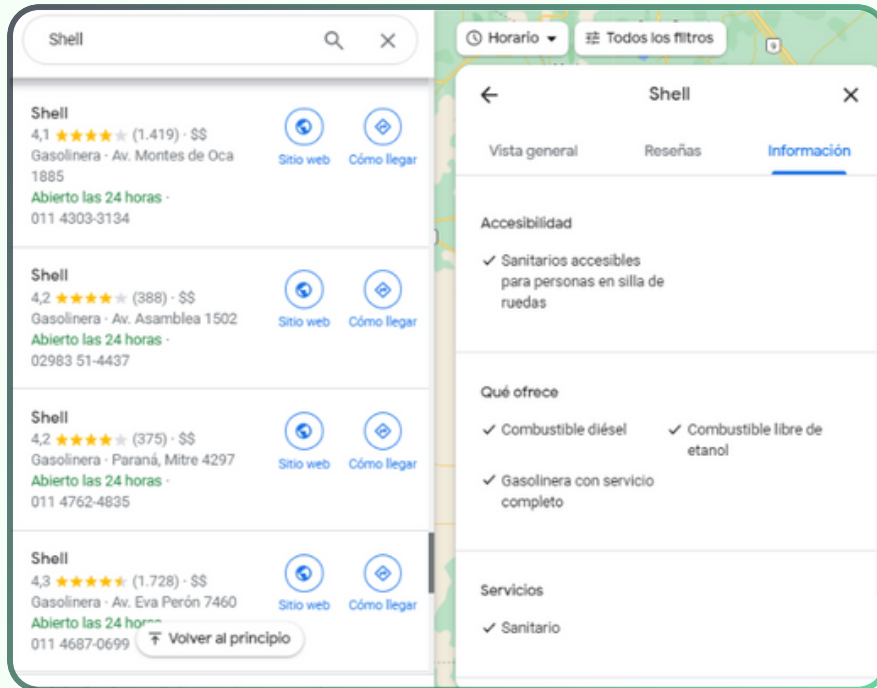 Shell
Shell
4,1 (1.419) · $$
Gasolinera · Av. Montes de Oca
1885
Abierto las 24 horas ·
011 4303-3134
Sitio web
Cómo llegar
Shell
4,2 (388) · $$
Gasolinera · Av. Asamblea 1502
Abierto las 24 horas ·
02983 51-4437
Sitio web
Cómo llegar
Shell
4,2 (375) · $$
Gasolinera · Paraná, Mitre 4297
Abierto las 24 horas ·
011 4762-4835
Sitio web
Cómo llegar
Shell
4,3 (1.728) · $$
Gasolinera · Av. Eva Perón 7460
Abierto las 24 horas
011 4687-0699
Sitio web
Cómo llegar
Volver al principio
Horario
Todos los filtros
9
Shell
Vista general
Reseñas
Información
Accesibilidad
Sanitarios accesibles
para personas en silla de
ruedas
Qué ofrece
Combustible diésel
Combustible libre de
etanol
Gasolinera con servicio
completo
Servicios
Sanitario